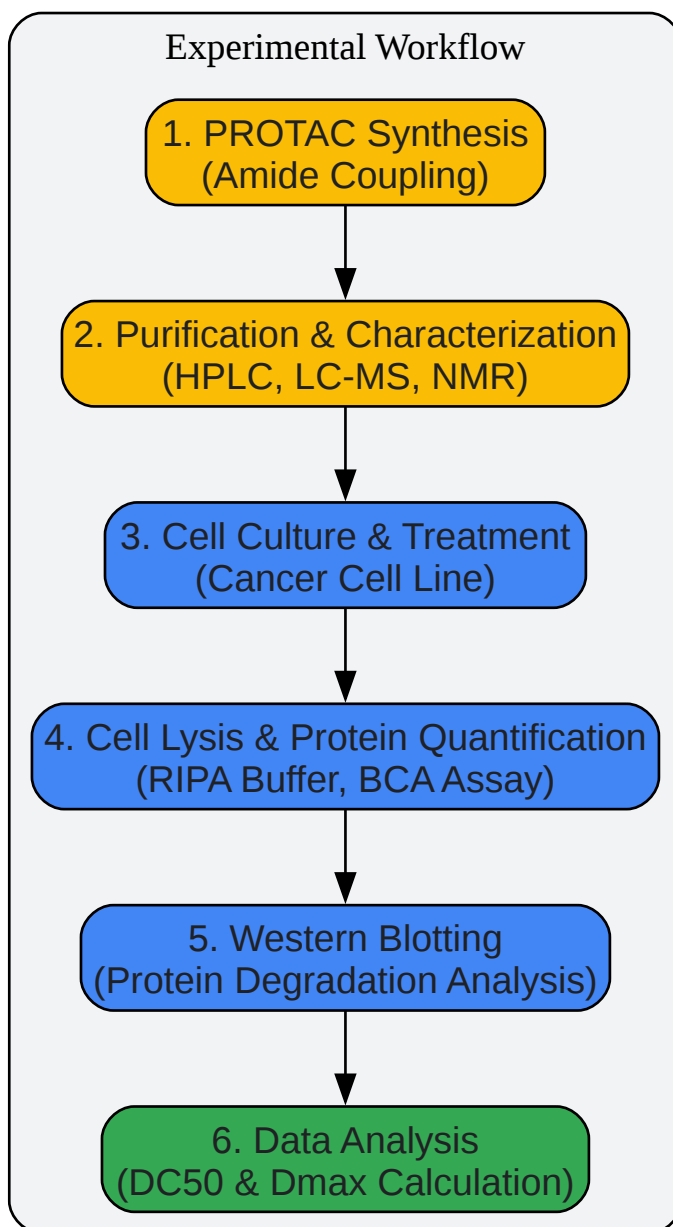 Experimental Workflow
1. PROTAC Synthesis
(Amide Coupling)
2. Purification & Characterization
(HPLC, LC-MS, NMR)
3. Cell Culture & Treatment
(Cancer Cell Line)
4. Cell Lysis & Protein Quantification
(RIPA Buffer, BCA Assay)
5. Western Blotting
(Protein Degradation Analysis)
6. Data Analysis
(DC50 & Dmax Calculation)